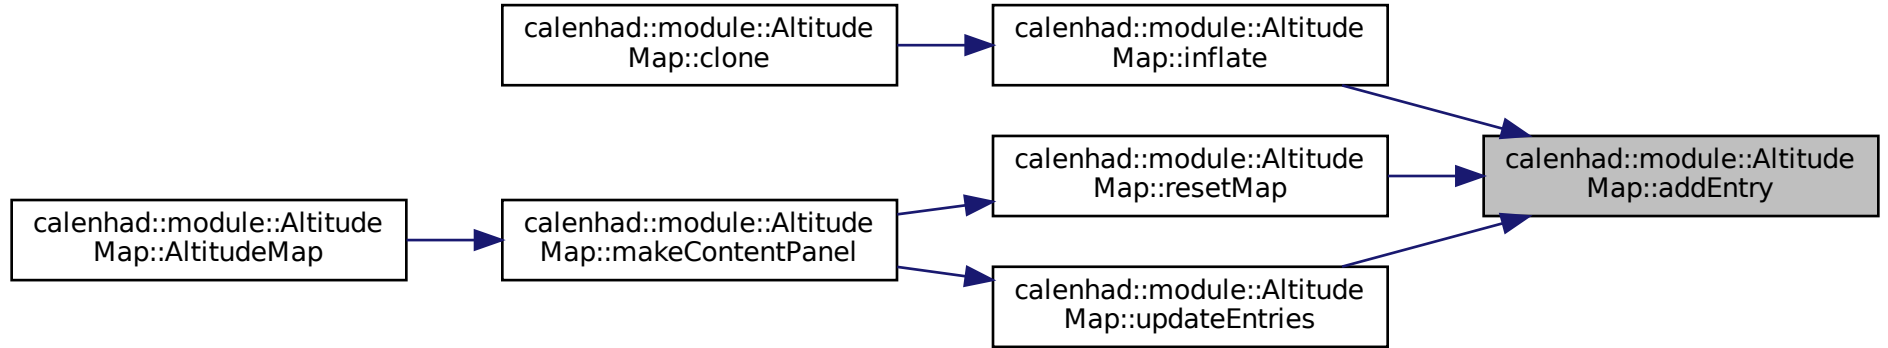 calenhad::module::Altitude
Map::clone
calenhad::module::Altitude
Map::inflate
calenhad::module::Altitude
Map::resetMap
calenhad::module::Altitude
Map::addEntry
calenhad::module::Altitude
Map::AltitudeMap
calenhad::module::Altitude
Map::makeContentPanel
calenhad::module::Altitude
Map::updateEntries